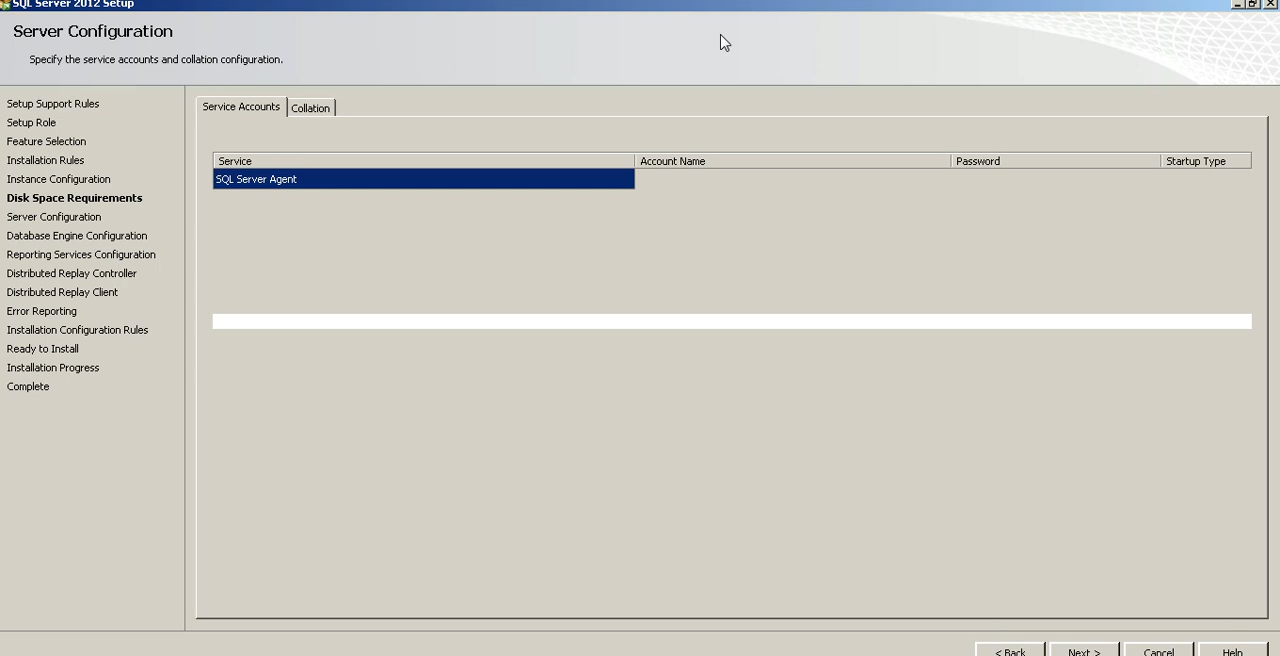 SQL Server 2012 Setup
Server Configuration
Specify the service accounts and collation configuration.
Setup Support Rules
Setup Role
Feature Selection
Installation Rules
Instance Configuration
Disk Space Requirements
Server Configuration
Database Engine Configuration
Reporting Services Configuration
Distributed Replay Controller
Distributed Replay Client
Error Reporting
Installation Configuration Rules
Ready to Install
Installation Progress
Complete
Service Accounts Collation
Service Account Name Password Startup Type
SQL Server Agent
< Back Next > Cancel Help